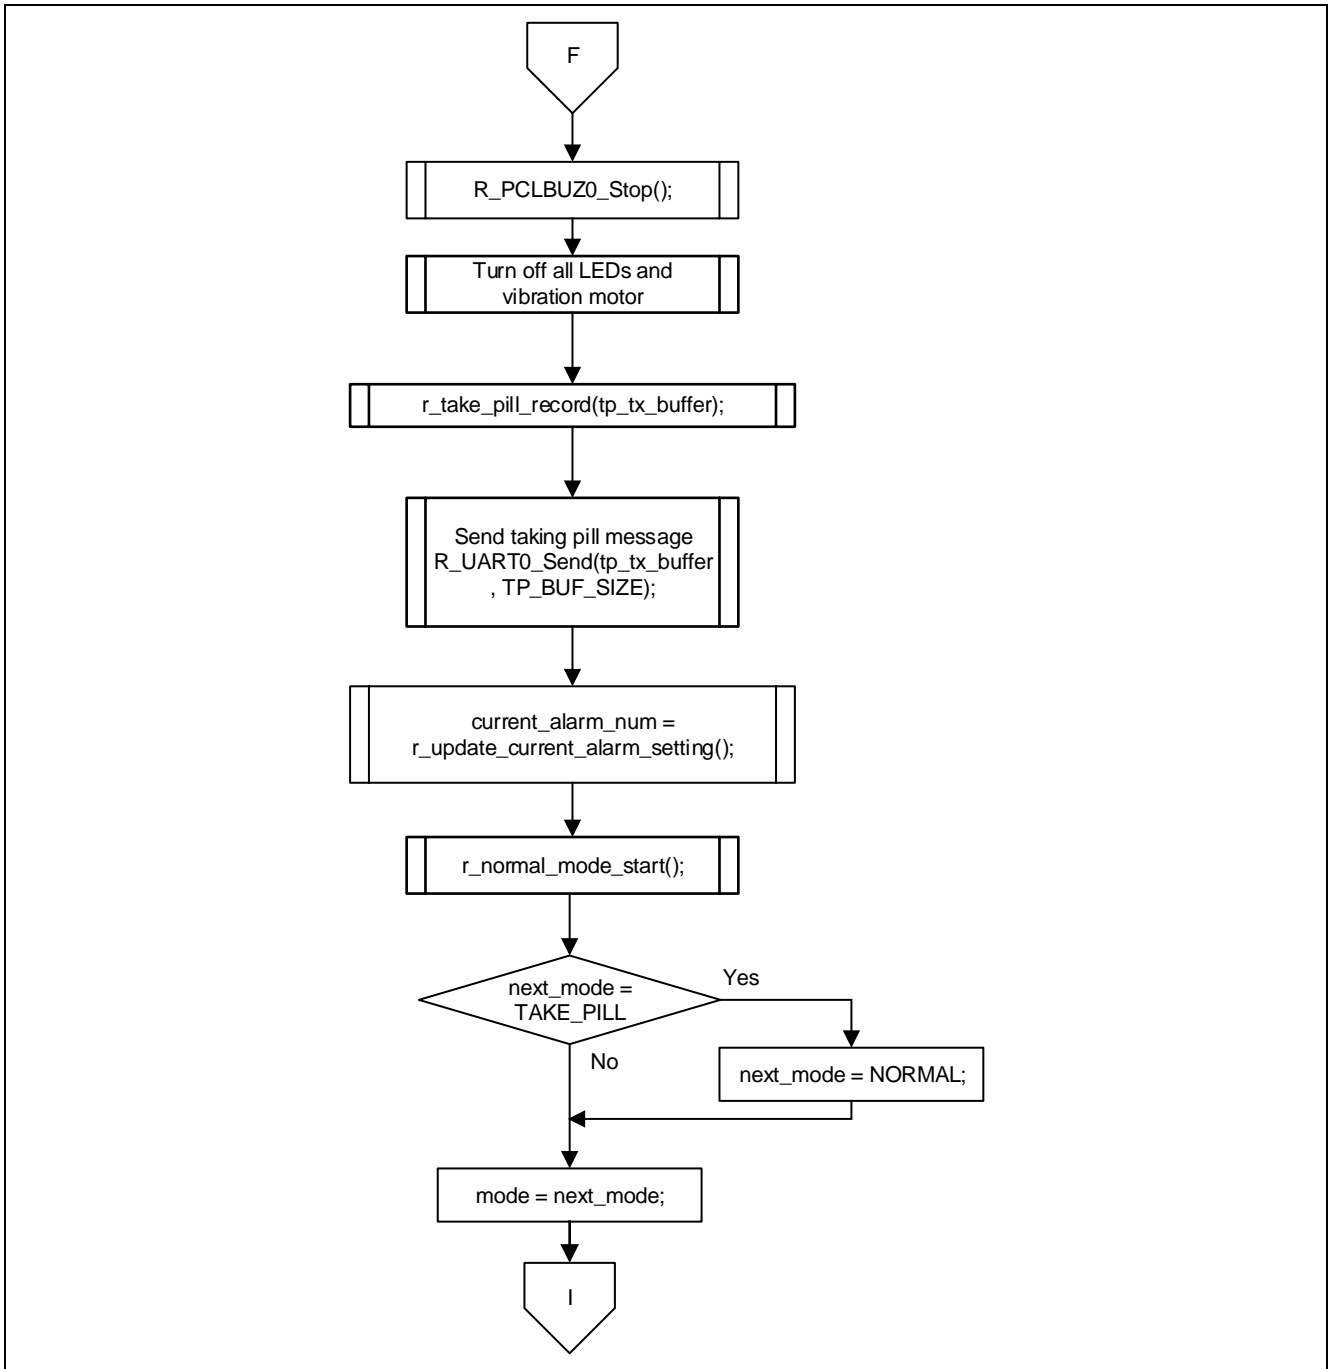 F
R_PCLBUZ0_Stop();
Turn off all LEDs and
vibration motor
r_take_pill_record(tp_tx_buffer);
Send taking pill message
R_UART0_Send(tp_tx_buffer
, TP_BUF_SIZE);
current_alarm_num =
r_update_current_alarm_setting();
r_normal_mode_start();
next_mode =
TAKE_PILL
Yes
No
next_mode = NORMAL;
mode = next_mode;
I